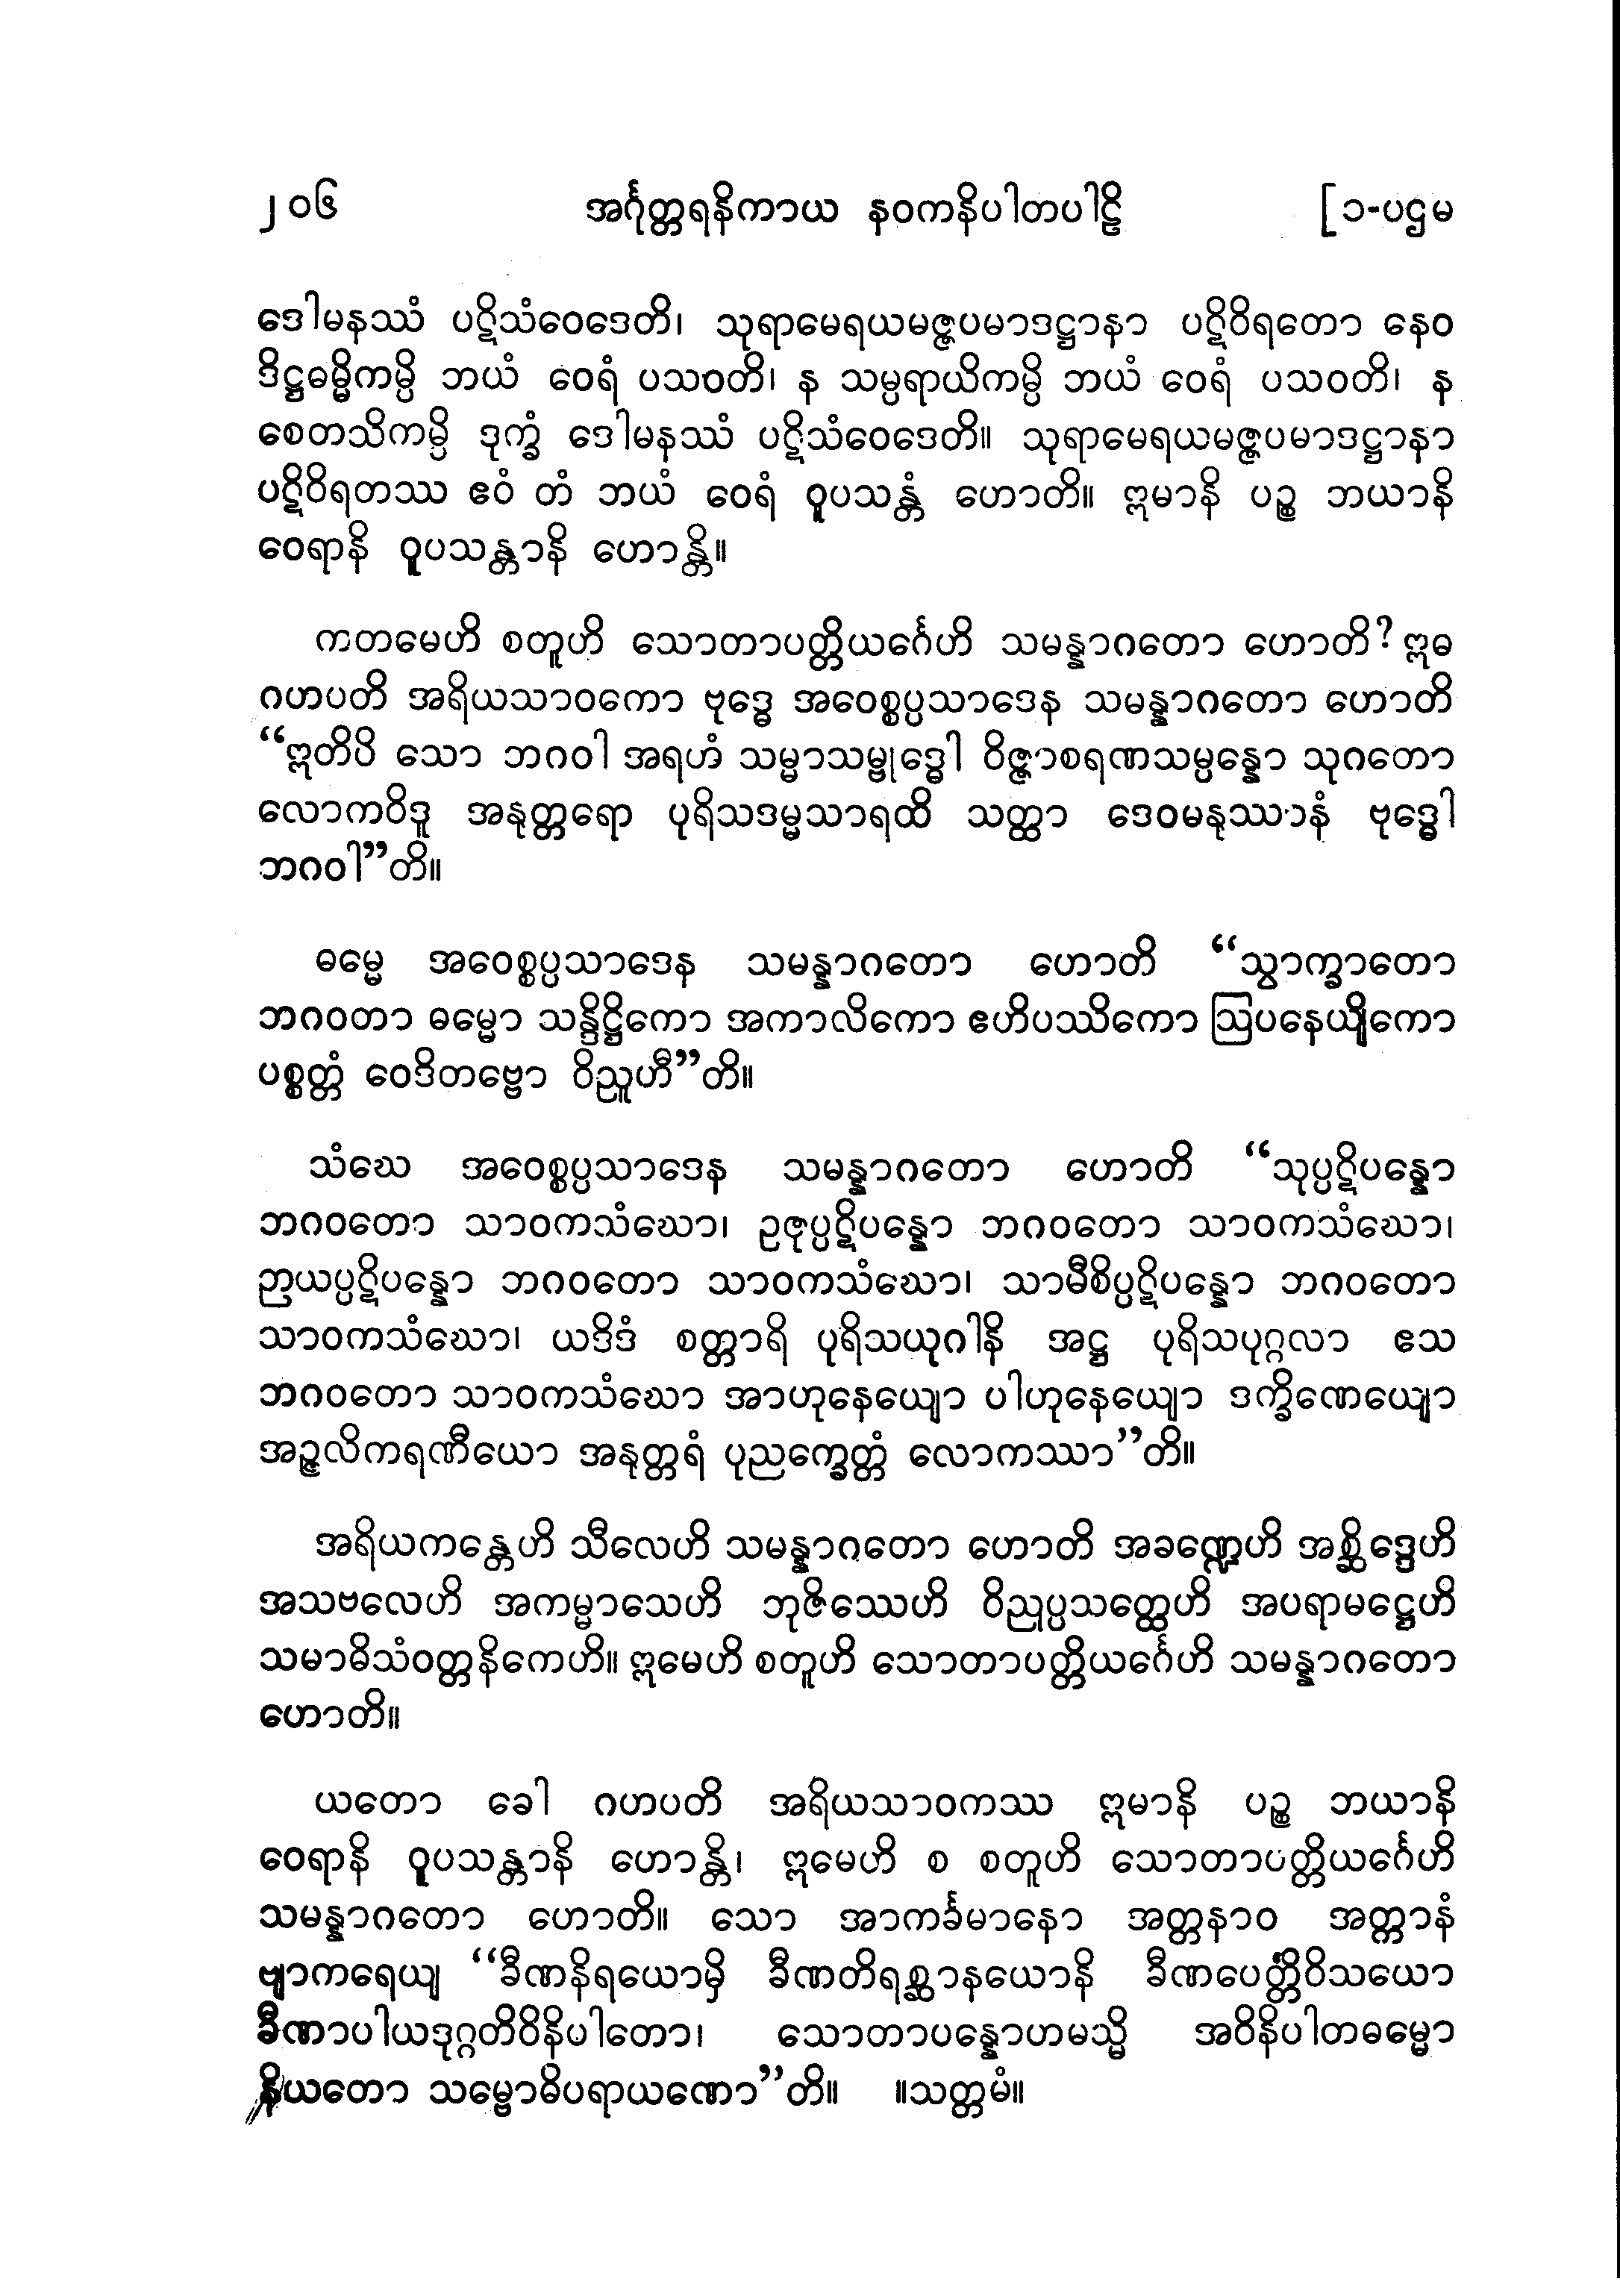 ၂၀၆ အင်္ဂုတ္တရနိကာယ နဝကနိပါတပါဠိ [၁-ပဌမ
ဒေါမနဿံ ပဋိသံဝေဒေတိ၊ သုရာမေရယမဇ္ဇပမာဒဋ္ဌာနာ ပဋိဝိရတော နေဝ
ဒိဋ္ဌဓမ္မိကမ္ပိ ဘယံ ဝေရံ ပသဝတိ၊ န သမ္ပရာယိကမ္ပိ ဘယံ ဝေရံ ပသဝတိ၊ န
စေတသိကမ္ပိ ဒုက္ခံ ဒေါမနဿံ ပဋိသံဝေဒေတိ။ သုရာမေရယမဇ္ဇပမာဒဋ္ဌာနာ
ပဋိဝိရတဿ ဧဝံ တံ ဘယံ ဝေရံ ဝူပသန္တံ ဟောတိ။ ဣမာနိ ပဉ္စ ဘယာနိ
ဝေရာနိ ဝူပသန္တာနိ ဟောန္တိ။
ကတမေဟိ စတူဟိ သောတာပတ္တိယင်္ဂေဟိ သမန္နာဂတော ဟောတိ? ဣဓ
ဂဟပတိ အရိယသာဝကော ဗုဒ္ဓေ အဝေစ္စပ္ပသာဒေန သမန္နာဂတော ဟောတိ
“ဣတိပိ သော ဘဂဝါ အရဟံ သမ္မာသမ္ဗုဒ္ဓေါ ဝိဇ္ဇာစရဏသမ္ပန္နော သုဂတော
လောကဝိဒူ အနုတ္တရော ပုရိသဒမ္မသာရထိ သတ္ထာ ဒေဝမနုဿာနံ ဗုဒ္ဓေါ
ဘဂဝါ”တိ။
ဓမ္မေ အဝေစ္စပ္ပသာဒေန သမန္နာဂတော ဟောတိ “သွာက္ခာတော
ဘဂဝတာ ဓမ္မော သန္ဒိဋ္ဌိကော အကာလိကော ဧဟိပဿိကော ဩပနေယျိကော
ပစ္စတ္တံ ဝေဒိတဗ္ဗော ဝိညူဟီ”တိ။
သံဃေ အဝေစ္စပ္ပသာဒေန သမန္နာဂတော ဟောတိ “သုပ္ပဋိပန္နော
ဘဂဝတော သာဝကသံဃော၊ ဥဇုပ္ပဋိပန္နော ဘဂဝတော သာဝကသံဃော၊
ဉာယပ္ပဋိပန္နော ဘဂဝတော သာဝကသံဃော၊ သာမီစိပ္ပဋိပန္နော ဘဂဝတော
သာဝကသံဃော၊ ယဒိဒံ စတ္တာရိ ပုရိသယုဂါနိ အဋ္ဌ ပုရိသပုဂ္ဂလာ ဧသ
ဘဂဝတော သာဝကသံဃော အာဟုနေယျော ပါဟုနေယျော ဒက္ခိဏေယျော
အဉ္ဇလိကရဏီယော အနုတ္တရံ ပုညက္ခေတ္တံ လောကဿာ”တိ။
အရိယကန္တေဟိ သီလေဟိ သမန္နာဂတော ဟောတိ အခဏ္ဍေဟိ အစ္ဆိဒ္ဒေဟိ
အသဗလေဟိ အကမ္မာသေဟိ ဘုဇိဿေဟိ ဝိညုပ္ပသတ္ထေဟိ အပရာမဋ္ဌေဟိ
သမာဓိသံဝတ္တနိကေဟိ။ ဣမေဟိ စတူဟိ သောတာပတ္တိယင်္ဂေဟိ သမန္နာဂတော
ဟောတိ။
ယတော ခေါ ဂဟပတိ အရိယသာဝကဿ ဣမာနိ ပဉ္စ ဘယာနိ
ဝေရာနိ ဝူပသန္တာနိ ဟောန္တိ၊ ဣမေဟိ စ စတူဟိ သောတာပတ္တိယင်္ဂေဟိ
သမန္နာဂတော ဟောတိ။ သော အာကင်္ခမာနော အတ္တနာဝ အတ္တာနံ
ဗျာကရေယျ “ခီဏနိရယောမှိ ခီဏတိရစ္ဆာနယောနိ ခီဏပေတ္တိဝိသယော
ခီဏာပါယဒုဂ္ဂတိဝိနိပါတော၊ သောတာပန္နောဟမသ္မိ အဝိနိပါတဓမ္မော
နိယတော သမ္ဗောဓိပရာယဏော”တိ။ ။သတ္တမံ။